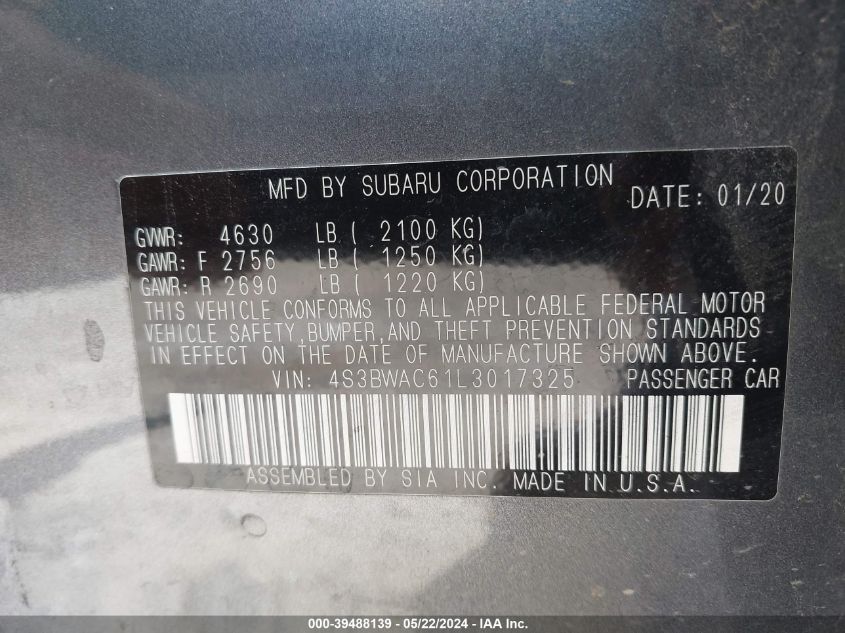 MFD BY SUBARU CORPORATION DATE: 01/20
GVWR: 4630 LB ( 2100 KG)
GAWR: F 2756 LB ( 1250 KG)
GAWR: R 2690 LB ( 1220 KG)
THIS VEHICLE CONFORMS TO ALL APPLICABLE FEDERAL MOTOR
VEHICLE SAFETY,BUMPER,AND THEFT PREVENTION STANDARDS
IN EFFECT ON THE DATE OF MANUFACTURE SHOWN ABOVE.
VIN: 4S3BWAC61L3017325 PASSENGER CAR
ASSEMBLED BY SIA INC. MADE IN U.S.A.
000-39488139 - 05/22/2024 - IAA Inc.